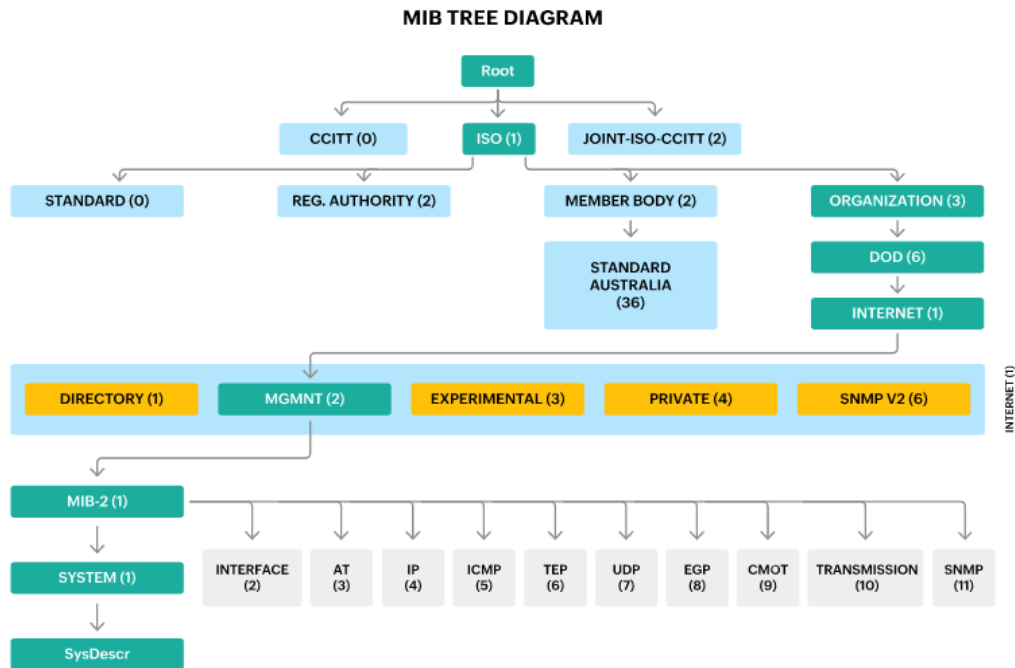 MIB TREE DIAGRAM
Root
CCITT (0)
ISO (1)
JOINT-ISO-CCITT (2)
STANDARD (0)
REG. AUTHORITY (2)
MEMBER BODY (2)
ORGANIZATION (3)
STANDARD
AUSTRALIA
(36)
DOD (6)
INTERNET (1)
DIRECTORY (1)
MGMNT (2)
EXPERIMENTAL (3)
PRIVATE (4)
SNMP V2 (6)
INTERNET (1)
MIB-2 (1)
SYSTEM (1)
INTERFACE
(2)
AT
(3)
IP
(4)
ICMP
(5)
TEP
(6)
UDP
(7)
EGP
(8)
CMOT
(9)
TRANSMISSION
(10)
SNMP
(11)
SysDescr